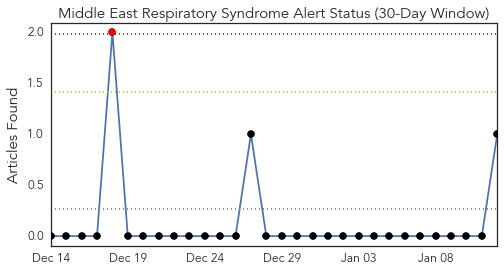 Middle East Respiratory Syndrome Alert Status (30-Day Window)
Articles Found
2.0
1.5
1.0
0.5
0.0
Dec 14 Dec 19 Dec 24 Dec 29 Jan 03 Jan 08